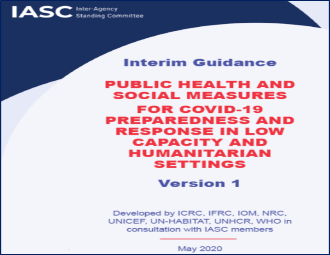 IASC Inter-Agency
Standing Committee
Interim Guidance
PUBLIC HEALTH AND
SOCIAL MEASURES
FOR COVID-19
PREPAREDNESS AND
RESPONSE IN LOW
CAPACITY AND
HUMANITARIAN
SETTINGS
Version 1
Developed by ICRC, IFRC, IOM, NRC,
UNICEF, UN-HABITAT, UNHCR, WHO in
consultation with IASC members
May 2020